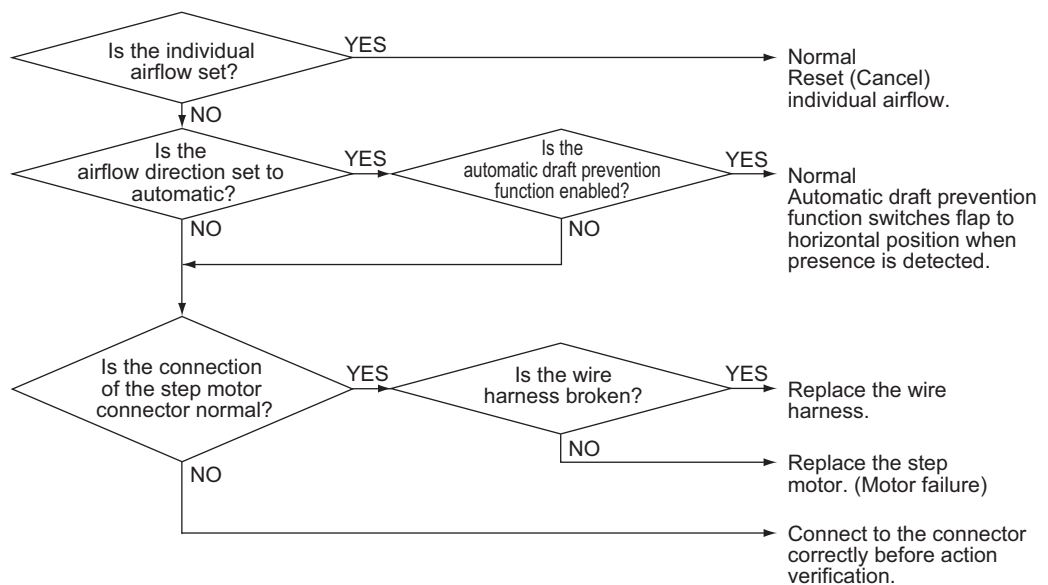 Is the individual
airflow set?
YES
Normal
Reset (Cancel)
individual airflow.
NO
Is the
airflow direction set to
automatic?
YES
Is the
automatic draft prevention
function enabled?
YES
Normal
Automatic draft prevention
function switches flap to
horizontal position when
presence is detected.
NO
NO
Is the connection
of the step motor
connector normal?
YES
Is the wire
harness broken?
YES
Replace the wire
harness.
NO
Replace the step
motor. (Motor failure)
NO
Connect to the connector
correctly before action
verification.